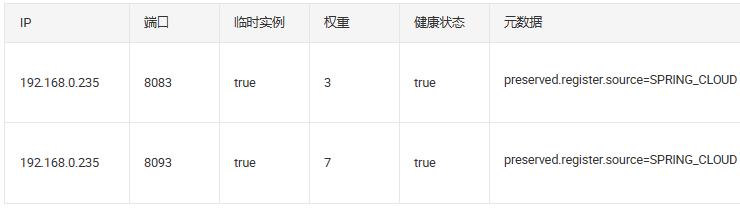 IP 端口 临时实例 权重 健康状态 元数据
192.168.0.235 8083 true 3 true preserved.register.source=SPRING_CLOUD
192.168.0.235 8093 true 7 true preserved.register.source=SPRING_CLOUD